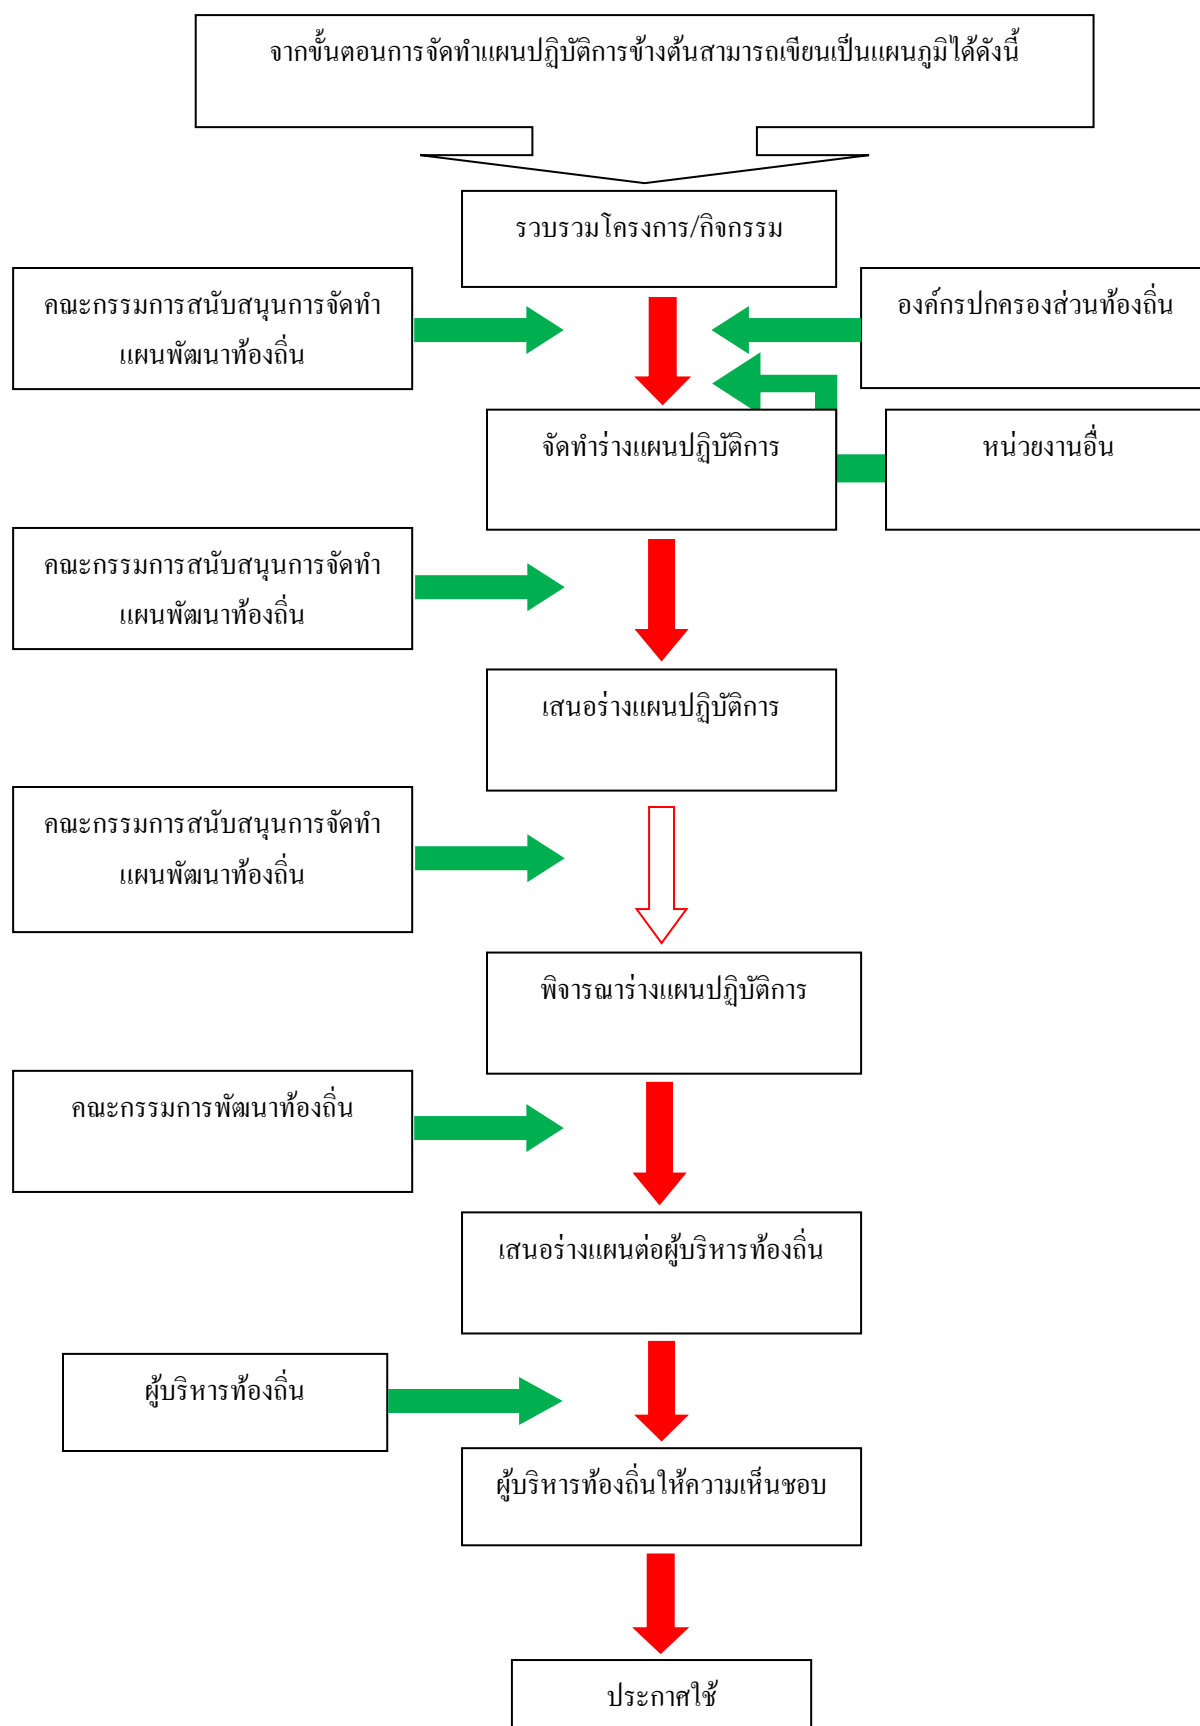 จากขั้นตอนการจัดทำแผนปฏิบัติการข้างต้นสามารถเขียนเป็นแผนภูมิได้ดังนี้
รวบรวมโครงการ/กิจกรรม
คณะกรรมการสนับสนุนการจัดทำ
แผนพัฒนาท้องถิ่น
องค์กรปกครองส่วนท้องถิ่น
จัดทำร่างแผนปฏิบัติการ
หน่วยงานอื่น
คณะกรรมการสนับสนุนการจัดทำ
แผนพัฒนาท้องถิ่น
เสนอร่างแผนปฏิบัติการ
คณะกรรมการสนับสนุนการจัดทำ
แผนพัฒนาท้องถิ่น
พิจารณาร่างแผนปฏิบัติการ
คณะกรรมการพัฒนาท้องถิ่น
เสนอร่างแผนต่อผู้บริหารท้องถิ่น
ผู้บริหารท้องถิ่น
ผู้บริหารท้องถิ่นให้ความเห็นชอบ
ประกาศใช้